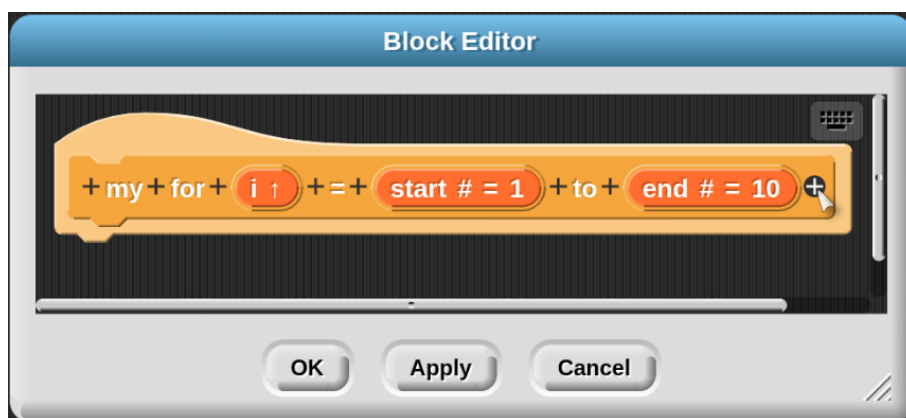 Block Editor
+ my + for + i ↑ + = + start # = 1 + to + end # = 10 +
OK Apply Cancel